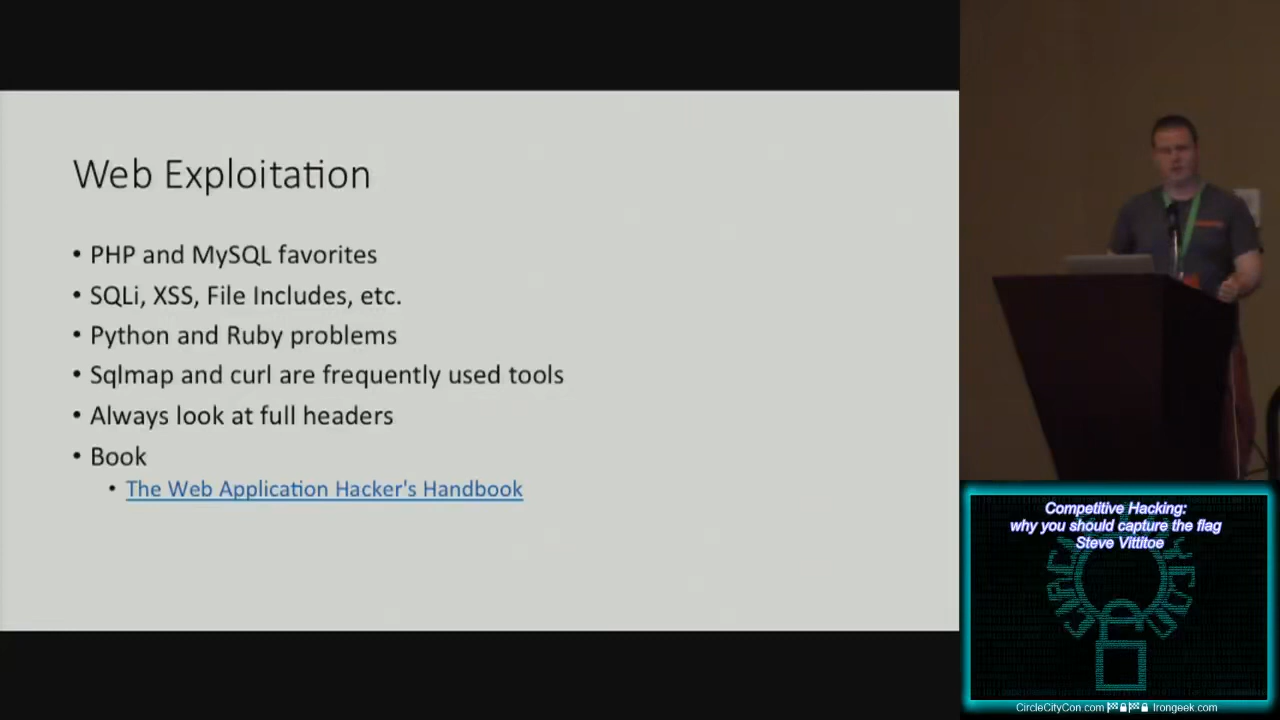 Web Exploitation
• PHP and MySQL favorites
• SQLi, XSS, File Includes, etc.
• Python and Ruby problems
• Sqlmap and curl are frequently used tools
• Always look at full headers
• Book
• The Web Application Hacker's Handbook
Competitive Hacking:
why you should capture the flag
Steve Vittitoe
CircleCityCon.com
Irongeek.com